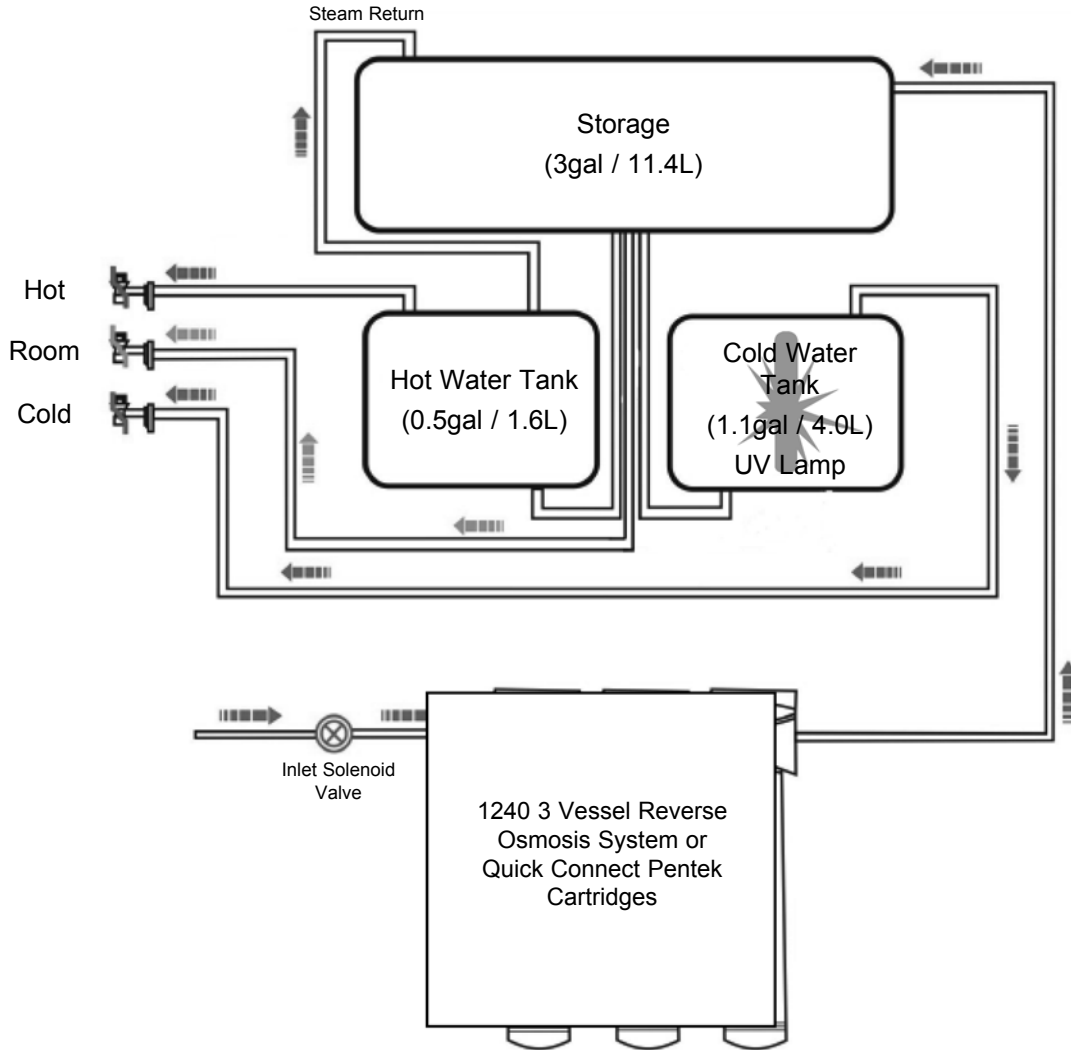 Steam Return
Storage
(3gal / 11.4L)
Hot
Room
Cold
Hot Water Tank
(0.5gal / 1.6L)
Cold Water
Tank
(1.1gal / 4.0L)
UV Lamp
Inlet Solenoid
Valve
1240 3 Vessel Reverse
Osmosis System or
Quick Connect Pentek
Cartridges